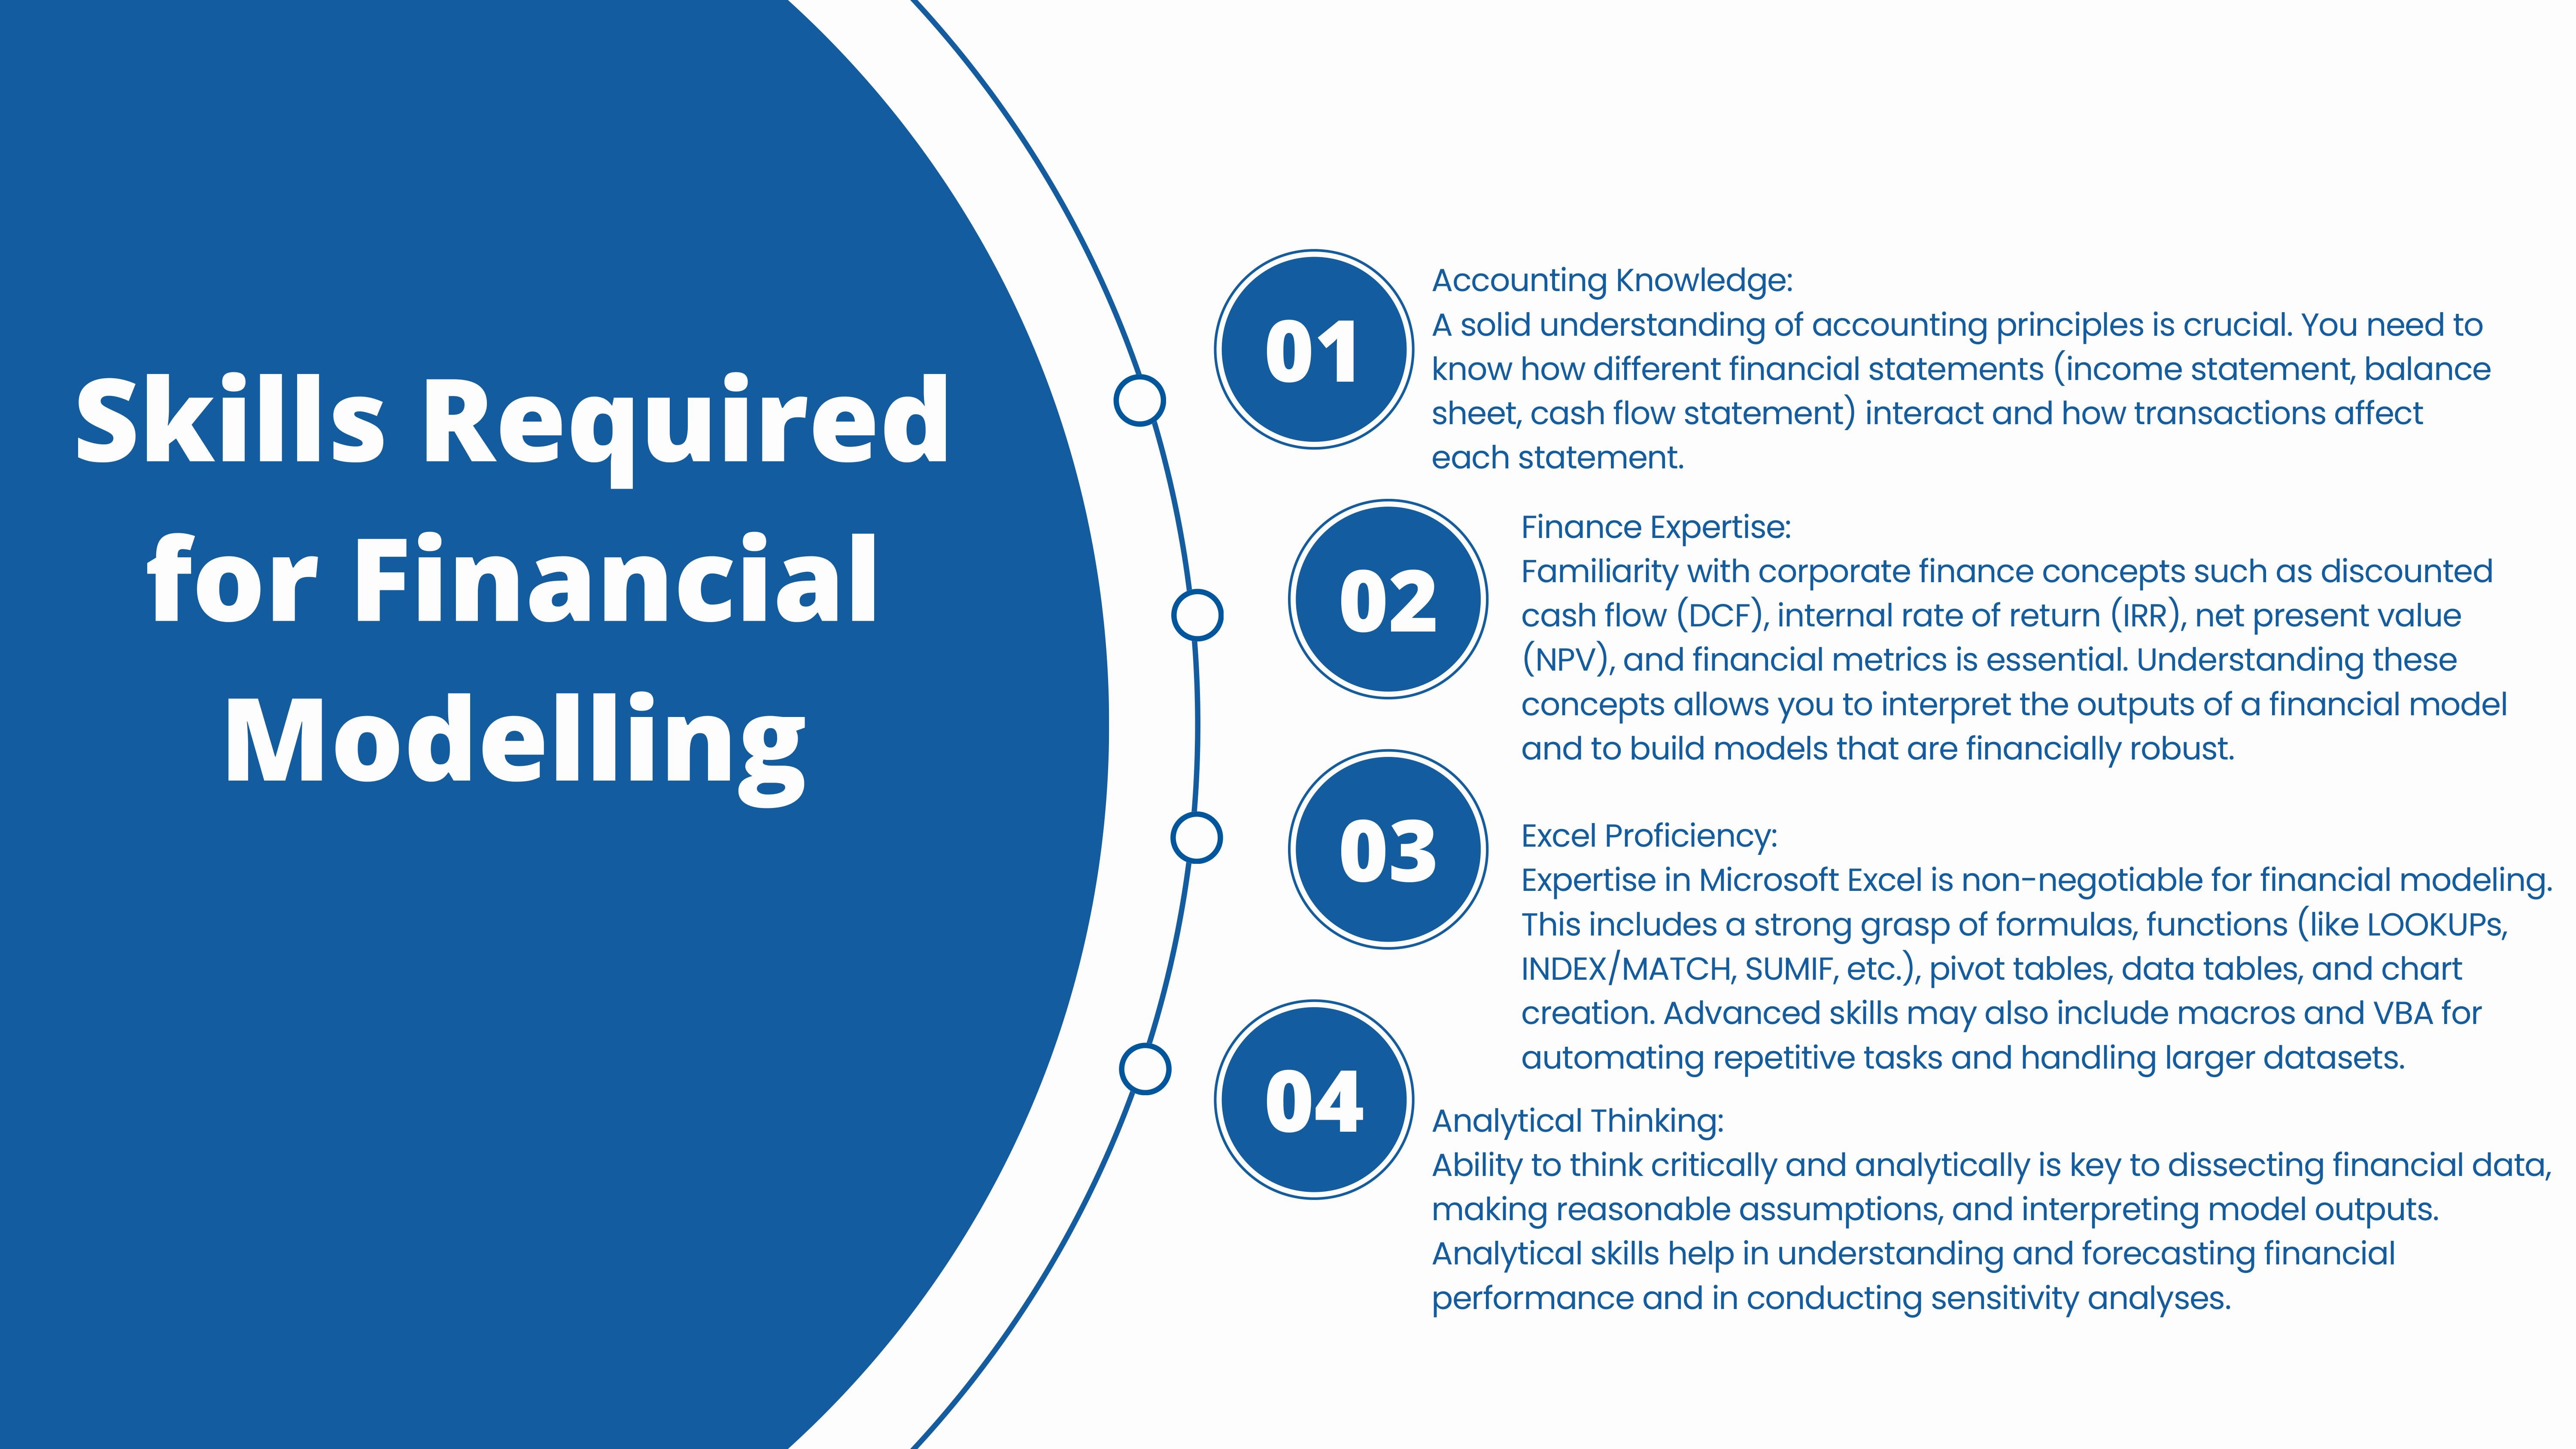 Skills Required
for Financial
Modelling
01
Accounting Knowledge:
A solid understanding of accounting principles is crucial. You need to
know how different financial statements (income statement, balance
sheet, cash flow statement) interact and how transactions affect
each statement.
02
Finance Expertise:
Familiarity with corporate finance concepts such as discounted
cash flow (DCF), internal rate of return (IRR), net present value
(NPV), and financial metrics is essential. Understanding these
concepts allows you to interpret the outputs of a financial model
and to build models that are financially robust.
03
Excel Proficiency:
Expertise in Microsoft Excel is non-negotiable for financial modeling.
This includes a strong grasp of formulas, functions (like LOOKUPs,
INDEX/MATCH, SUMIF, etc.), pivot tables, data tables, and chart
creation. Advanced skills may also include macros and VBA for
automating repetitive tasks and handling larger datasets.
04
Analytical Thinking:
Ability to think critically and analytically is key to dissecting financial data,
making reasonable assumptions, and interpreting model outputs.
Analytical skills help in understanding and forecasting financial
performance and in conducting sensitivity analyses.